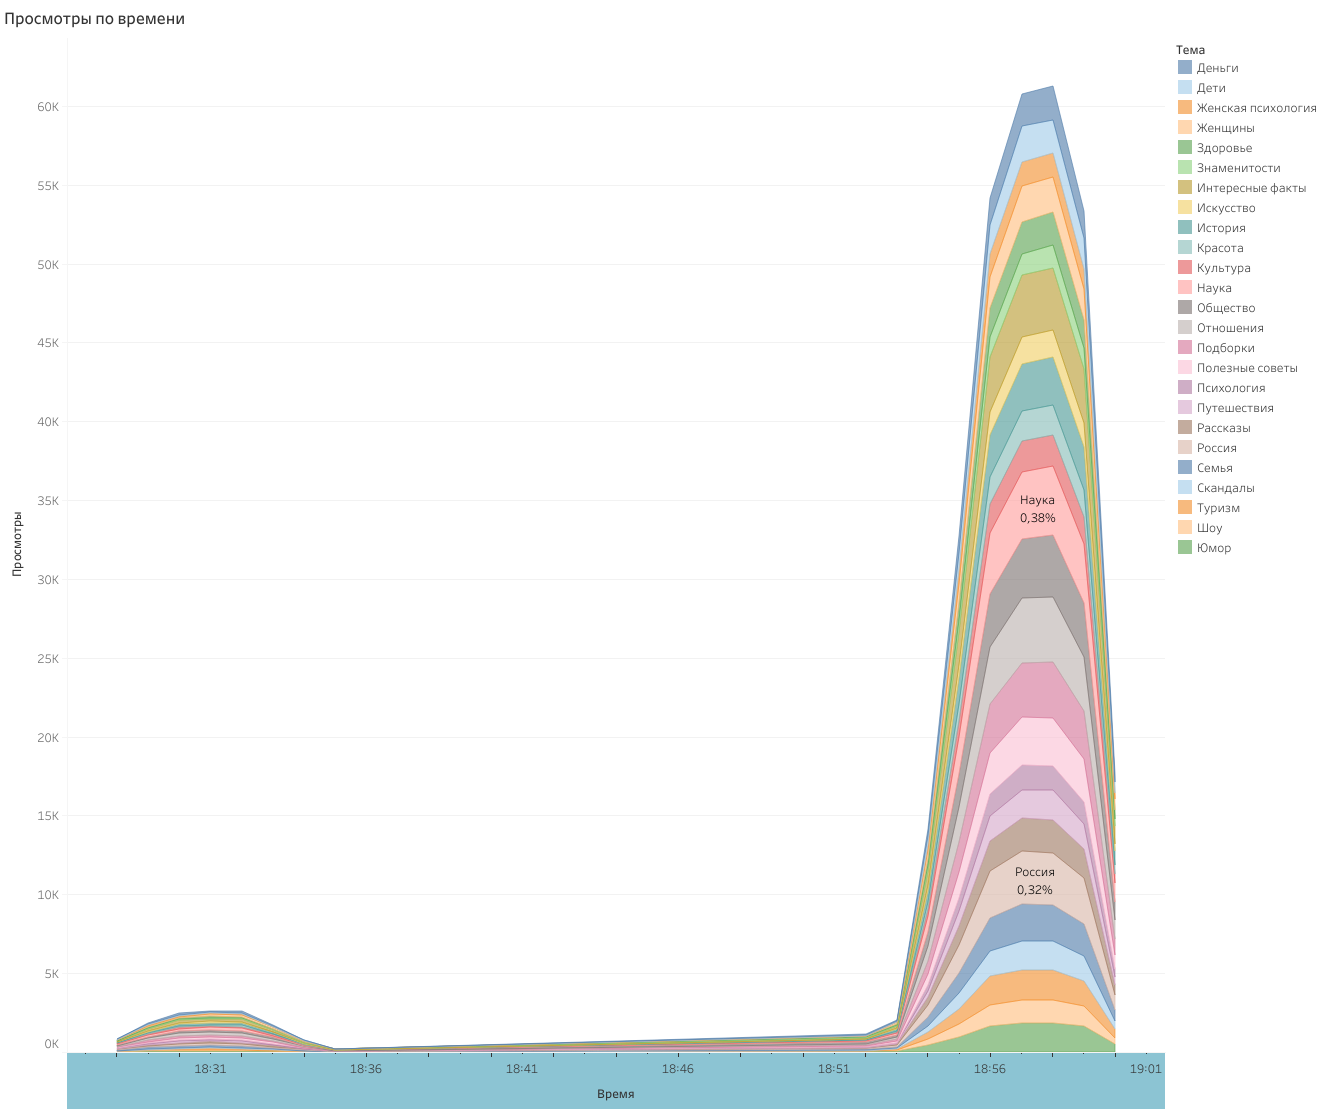 Просмотры по времени
Тема
Деньги
Дети
Женская психология
Женщины
Здоровье
Знаменитости
Интересные факты
Искусство
История
Красота
Культура
Наука
Общество
Отношения
Подборки
Полезные советы
Психология
Путешествия
Рассказы
Россия
Семья
Скандалы
Туризм
Шоу
Юмор
60K
55K
50K
45K
40K
35K
30K
25K
20K
15K
10K
5K
0K
Просмотры
Наука
0,38%
Россия
0,32%
18:31 18:36 18:41 18:46 18:51 18:56 19:01
Время